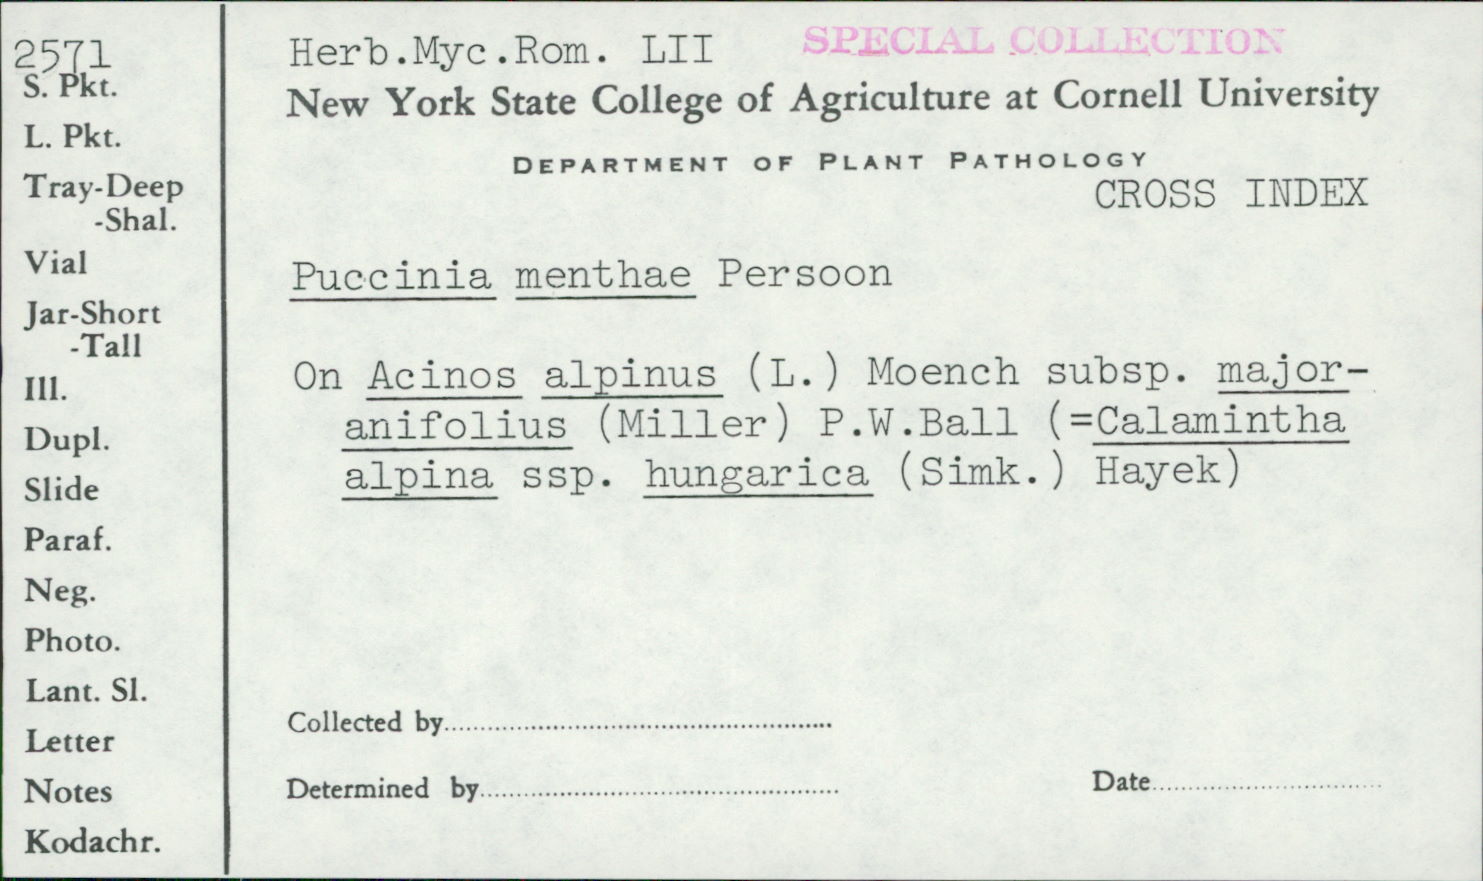 2571
S. Pkt.
L. Pkt.
Tray-Deep
-Shal.
Vial
Jar-Short
-Tall
Ill.
Dupl.
Slide
Paraf.
Neg.
Photo.
Lant. Sl.
Letter
Notes
Kodachr.
Herb.Myc.Rom. LII SPECIAL COLLECTION
New York State College of Agriculture at Cornell University
DEPARTMENT OF PLANT PATHOLOGY
CROSS INDEX
Puccinia menthae Persoon
On Acinos alpinus (L.) Moench subsp. major-
anifolius (Miller) P.W.Ball (=Calamintha
alpina ssp. hungarica (Simk.) Hayek)
Collected by
Determined by
Date